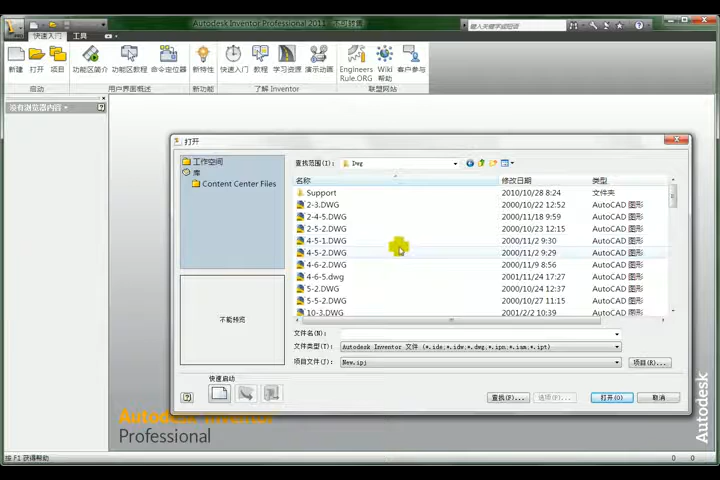 Autodesk Inventor Professional 2011
键入关键字或短语
快速入门 工具
新建 打开 项目 功能区简介 功能区教程 命令定位器 新特性 快速入门 教程 学习资源 演示动画 Engineers Rule.ORG Wiki 帮助 客户参与
启动 用户界面概述 新功能 了解 Inventor 联盟网站
没有浏览器内容
打开
工作空间
库
Content Center Files
不能预览
查找范围(I): Dwg
名称 修改日期 类型
Support 2010/10/28 8:24 文件夹
2-3.DWG 2000/10/22 12:52 AutoCAD 图形
2-4-5.DWG 2000/11/18 9:59 AutoCAD 图形
2-5-2.DWG 2000/10/23 12:15 AutoCAD 图形
4-5-1.DWG 2000/11/2 9:30 AutoCAD 图形
4-5-2.DWG 2000/11/2 9:29 AutoCAD 图形
4-6-2.DWG 2000/11/9 8:56 AutoCAD 图形
4-6-5.dwg 2001/11/24 17:27 AutoCAD 图形
5-2.DWG 2000/10/24 12:37 AutoCAD 图形
5-5-2.DWG 2000/10/27 11:15 AutoCAD 图形
10-3.DWG 2001/2/2 10:39 AutoCAD 图形
文件名(N):
文件类型(T): Autodesk Inventor 文件 (*.ide;*.idw;*.dwg;*.ipn;*.iam;*.ipt)
项目文件(J): New.ipj 项目(R)...
快速启动
查找(F)... 选项(P)... 打开(O) 取消
Autodesk Inventor
Professional
Autodesk
按 F1 获得帮助 0 0